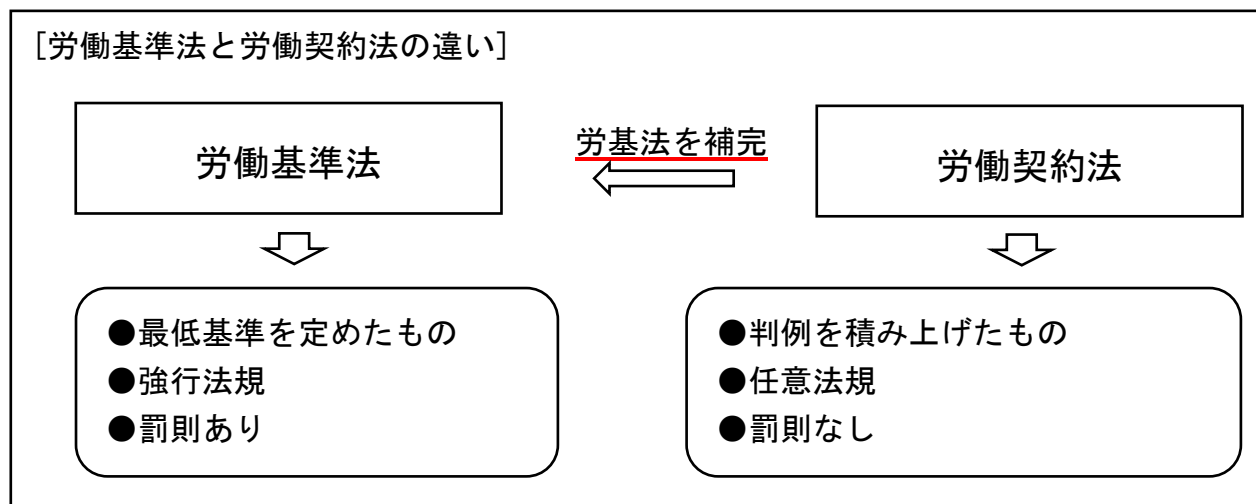 [労働基準法と労働契約法の違い]
労働基準法
労基法を補完
労働契約法
●最低基準を定めたもの
●強行法規
●罰則あり
●判例を積み上げたもの
●任意法規
●罰則なし